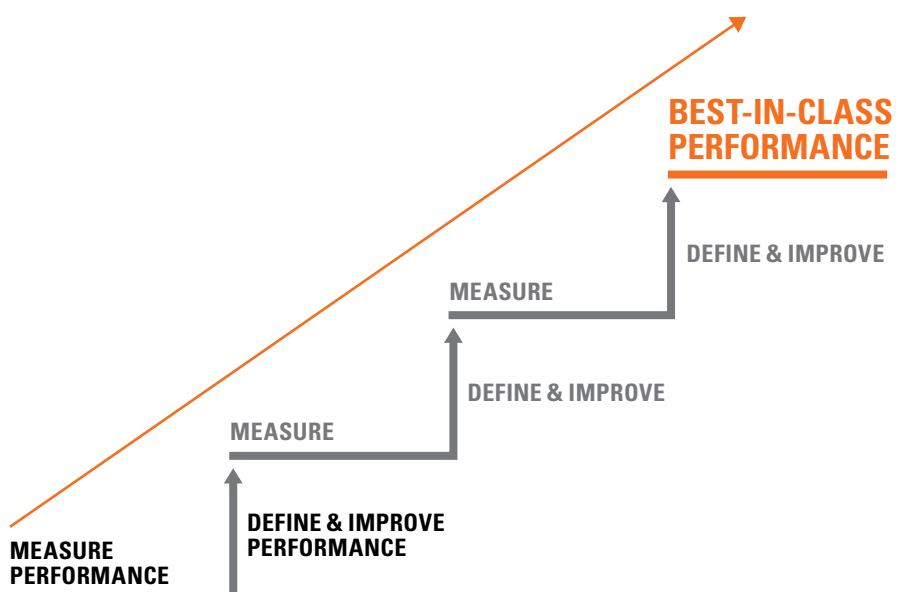 BEST-IN-CLASS
PERFORMANCE
DEFINE & IMPROVE
MEASURE
DEFINE & IMPROVE
MEASURE
DEFINE & IMPROVE
PERFORMANCE
MEASURE
PERFORMANCE